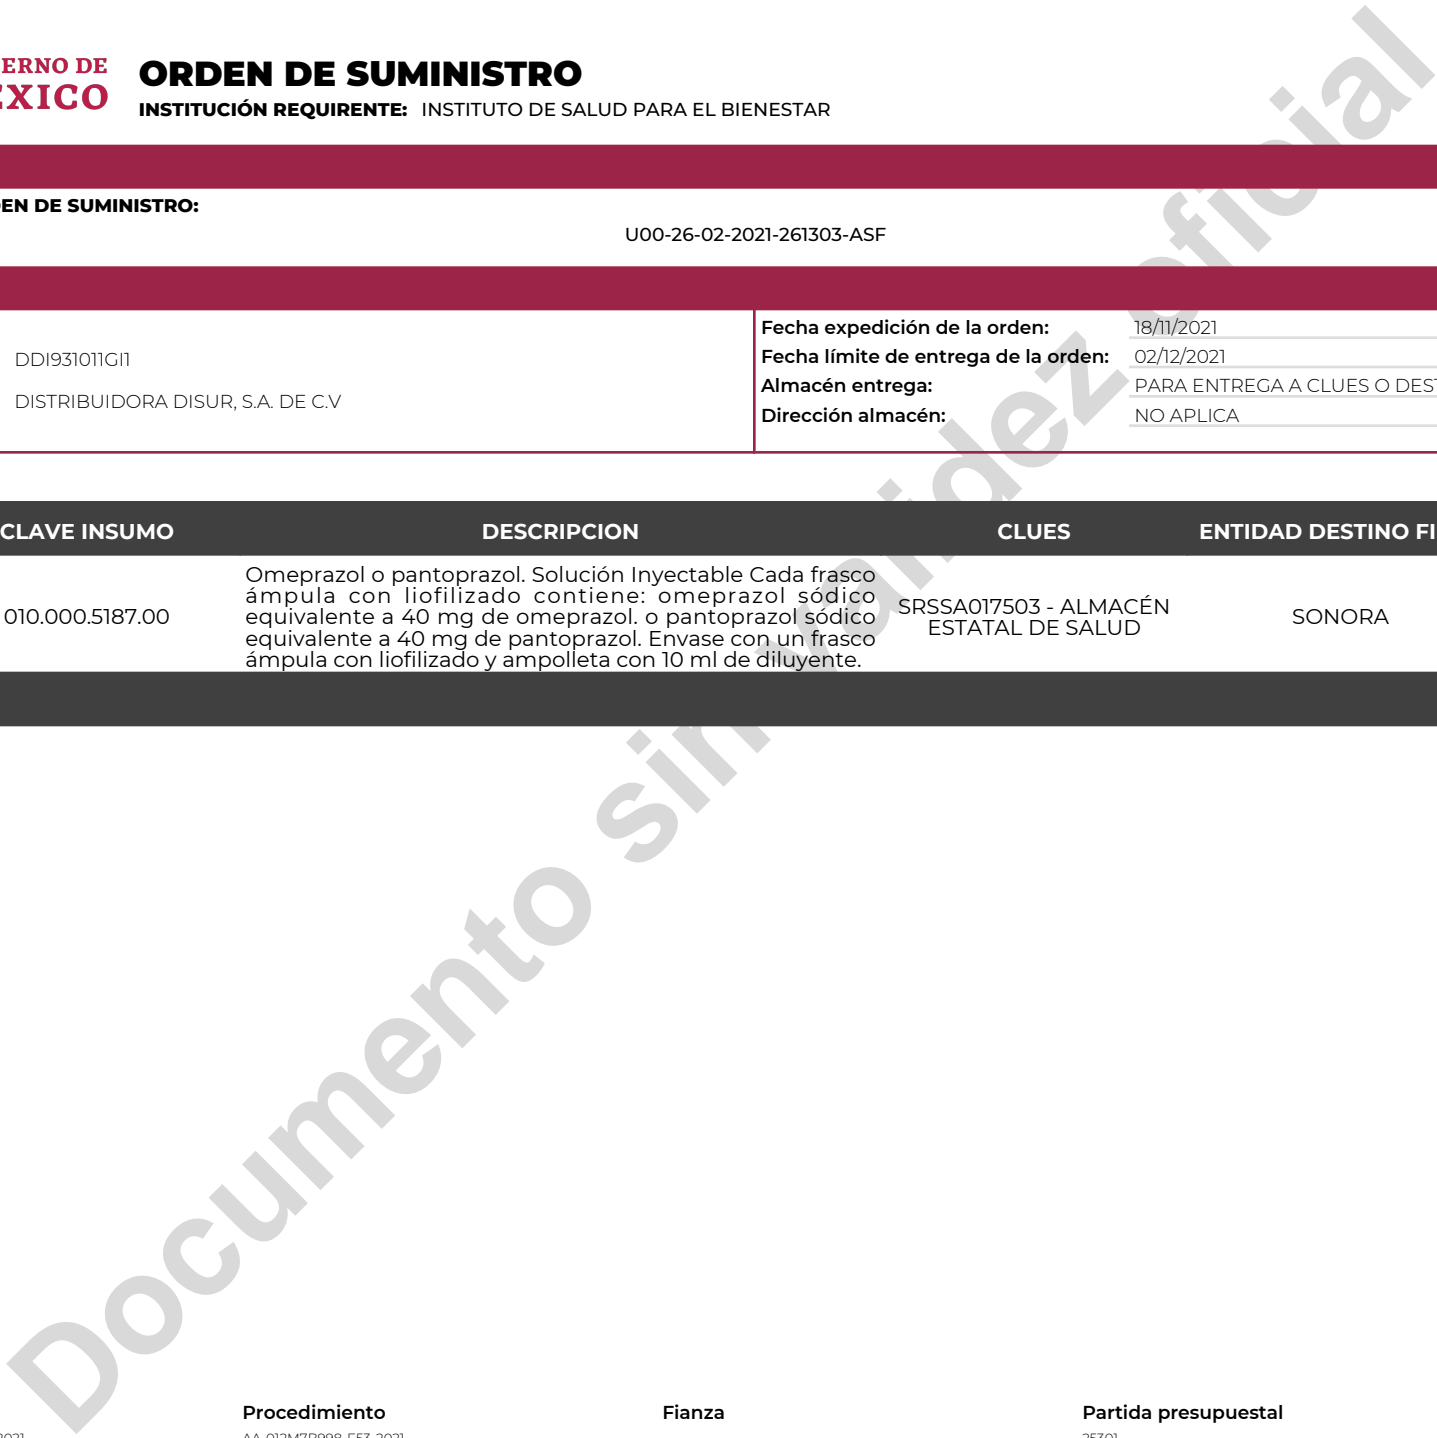 ERNO DE
ORDEN DE SUMINISTRO
XICO
INSTITUCIÓN REQUIRENTE: INSTITUTO DE SALUD PARA EL BIENESTAR
EN DE SUMINISTRO:
U00-26-02-2021-261303-ASF
DDI931011GI1
DISTRIBUIDORA DISUR, S.A. DE C.V
Fecha expedición de la orden: 18/11/2021
Fecha límite de entrega de la orden: 02/12/2021
Almacén entrega: PARA ENTREGA A CLUES O DEST
Dirección almacén: NO APLICA
CLAVE INSUMO DESCRIPCION CLUES ENTIDAD DESTINO FI
010.000.5187.00
Omeprazol o pantoprazol. Solución Inyectable Cada frasco
ámpula con liofilizado contiene: omeprazol sódico
equivalente a 40 mg de omeprazol. o pantoprazol sódico
equivalente a 40 mg de pantoprazol. Envase con un frasco
ámpula con liofilizado y ampolleta con 10 ml de diluyente.
SRSSA017503 - ALMACÉN
ESTATAL DE SALUD
SONORA
Documento sin validez oficial
Procedimiento Fianza Partida presupuestal